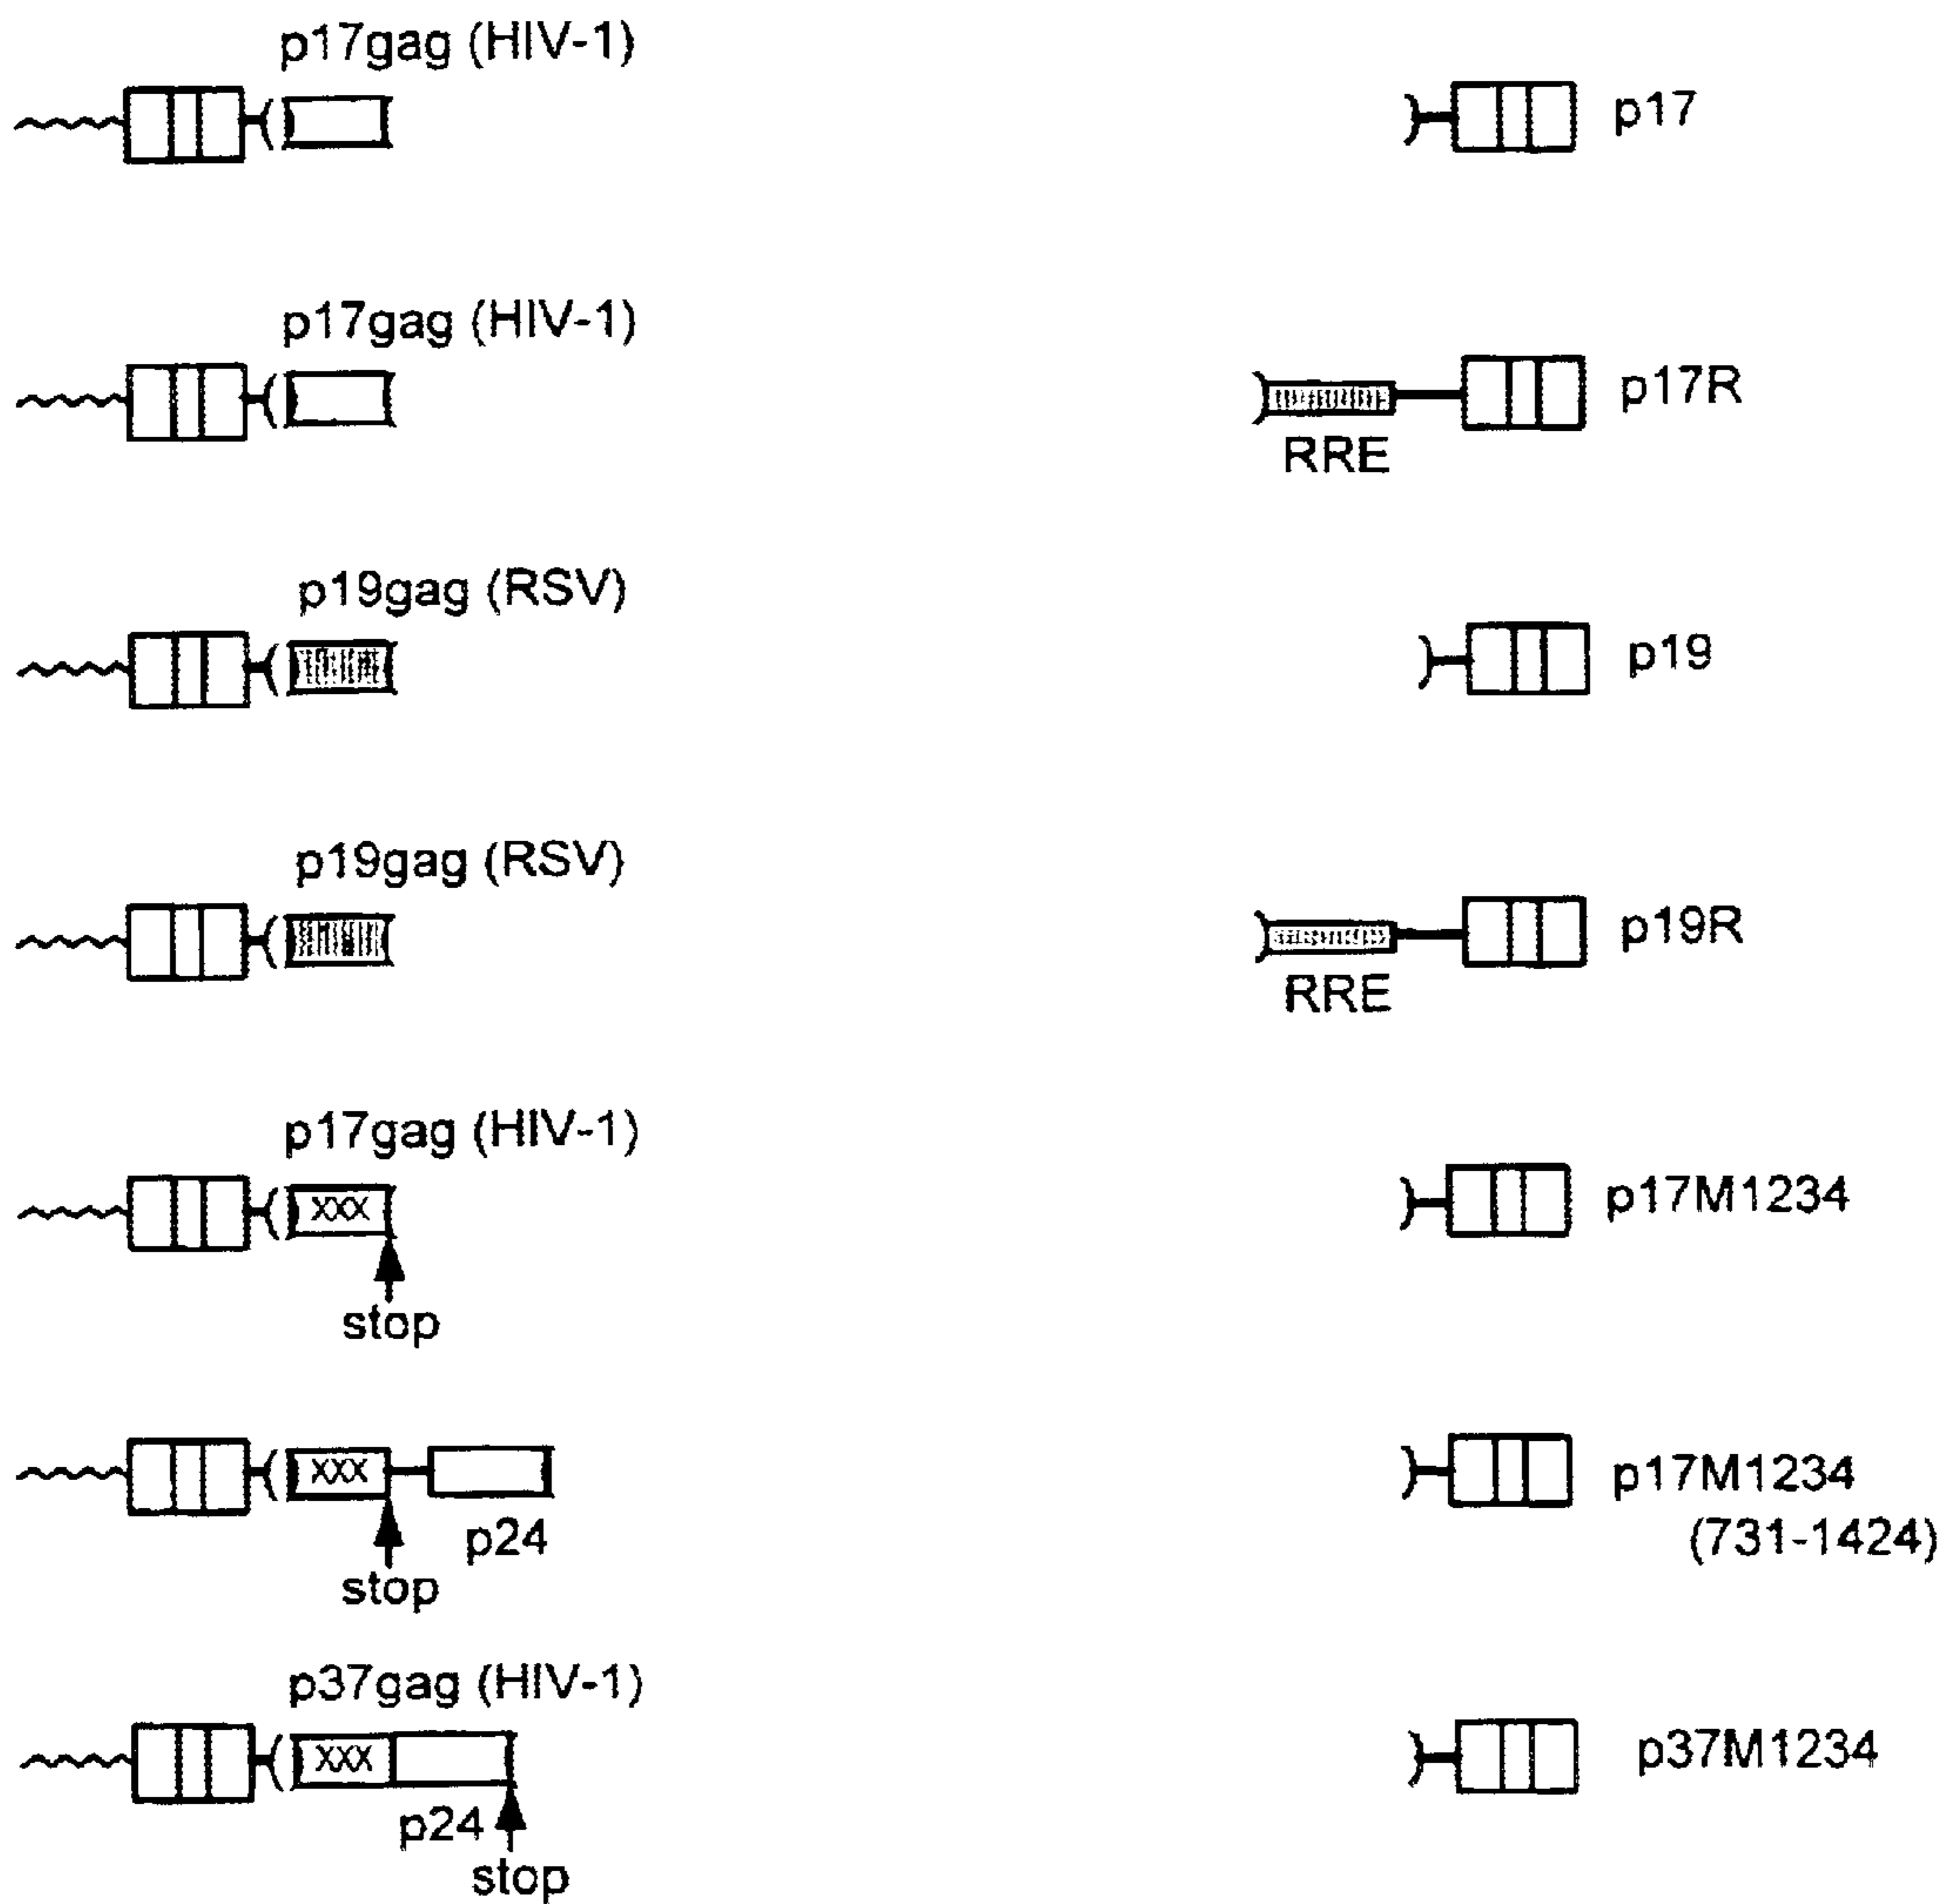 p17gag (HIV-1)
p17
p17gag (HIV-1)
p17R
RRE
p19gag (RSV)
p19
p19gag (RSV)
p19R
RRE
p17gag (HIV-1)
XXX
p17M1234
stop
XXX
p17M1234
p24
(731-1424)
stop
p37gag (HIV-1)
XXX
p37M1234
p24
stop